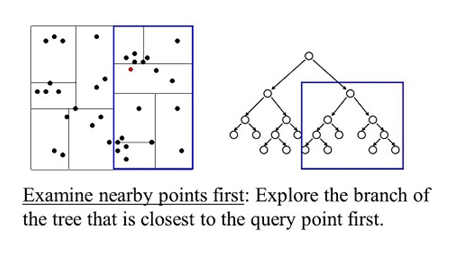 Examine nearby points first: Explore the branch of
the tree that is closest to the query point first.